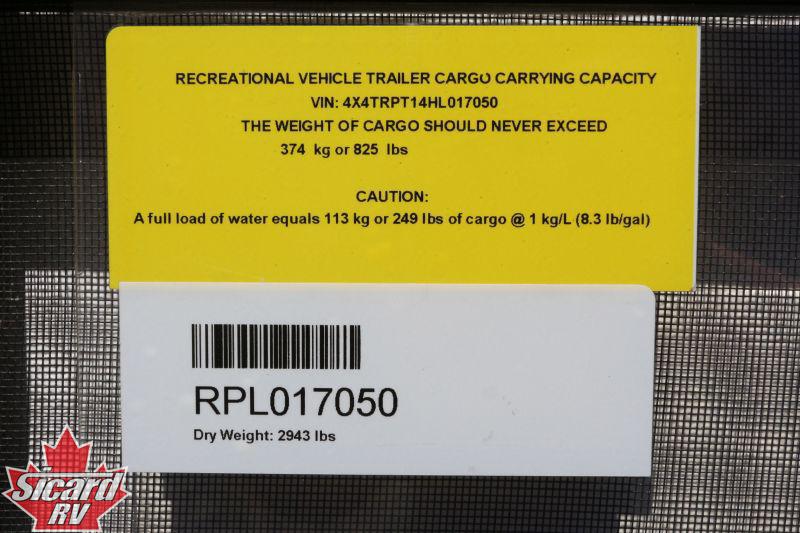 RECREATIONAL VEHICLE TRAILER CARGO CARRYING CAPACITY
VIN: 4X4TRPT14HL017050
THE WEIGHT OF CARGO SHOULD NEVER EXCEED
374 kg or 825 lbs
CAUTION:
A full load of water equals 113 kg or 249 lbs of cargo @ 1 kg/L (8.3 lb/gal)
RPL017050
Dry Weight: 2943 lbs
Sicard
RV